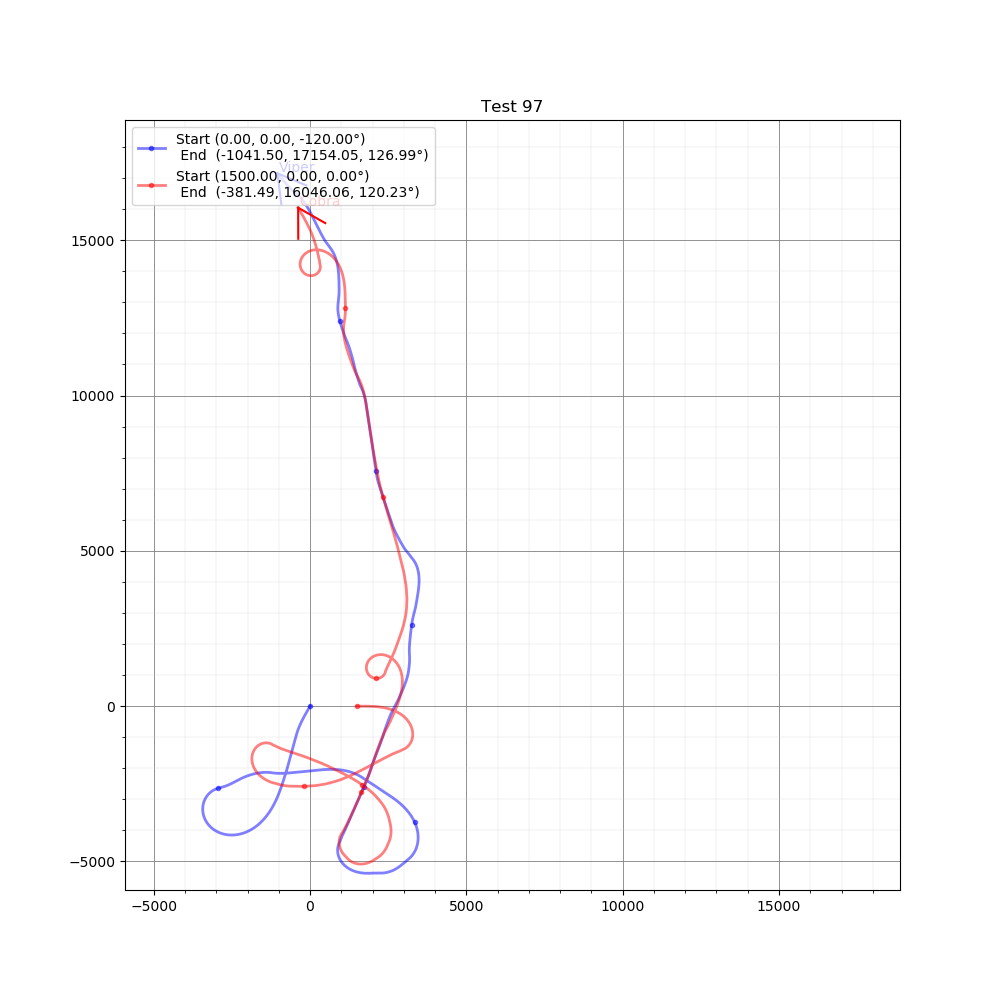 Test 97
Start (0.00, 0.00, -120.00°)
End (-1041.50, 17154.05, 126.99°)
Start (1500.00, 0.00, 0.00°)
End (-381.49, 16046.06, 120.23°)
Viper
Cobra
15000
10000
5000
0
−5000
−5000
0
5000
10000
15000